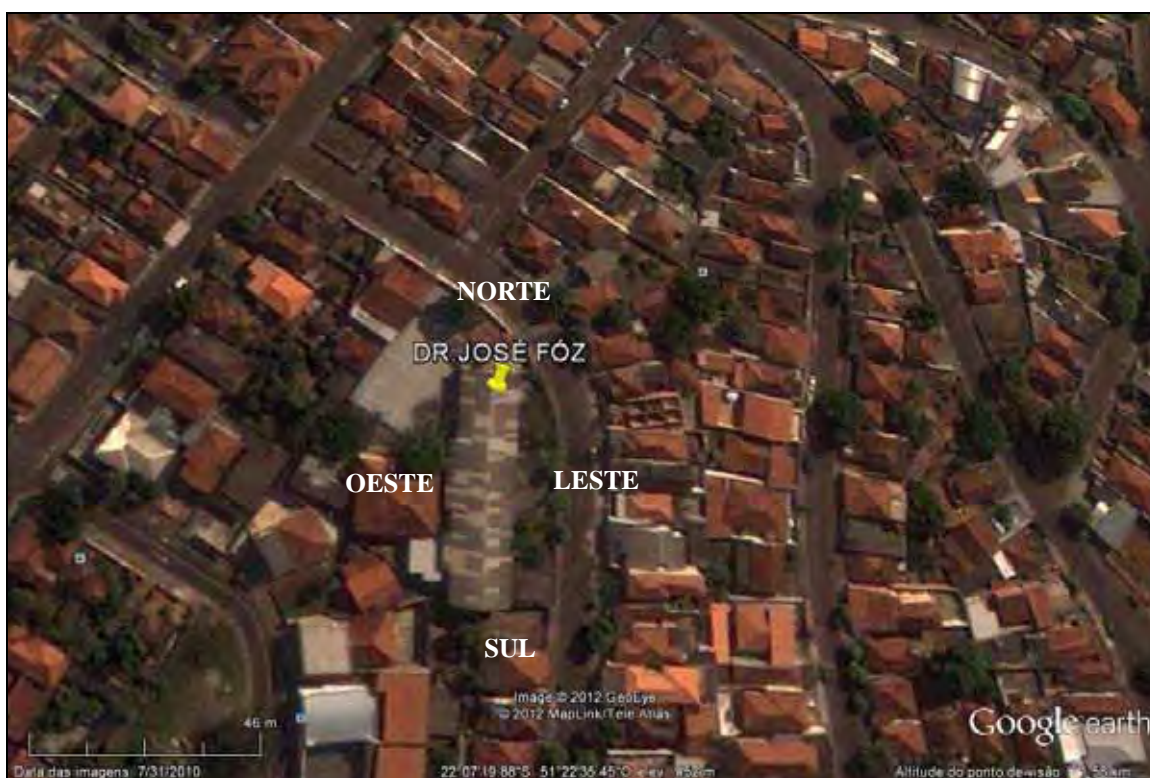 NORTE
DR.JOSÉ FÓZ
OESTE
LESTE
SUL
Image © 2012 GeoEye
© 2012 MapLink/Tele Atlas
46 m
Google earth
Data das imagens: 7/31/2010
22°07'19.88"S 51°22'35.45"O elev
Altitude do ponto de visão